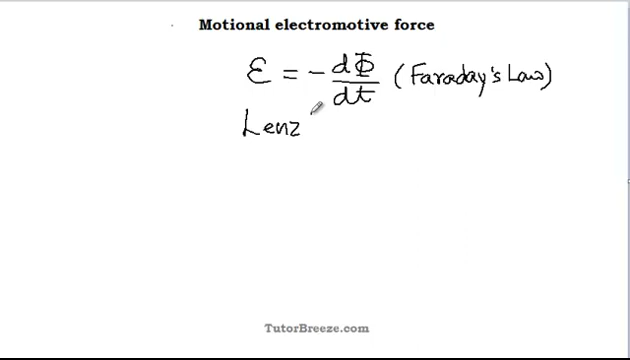 Motional electromotive force
ε = - dΦ/dt (Faraday's Law)
Lenz
TutorBreeze.com